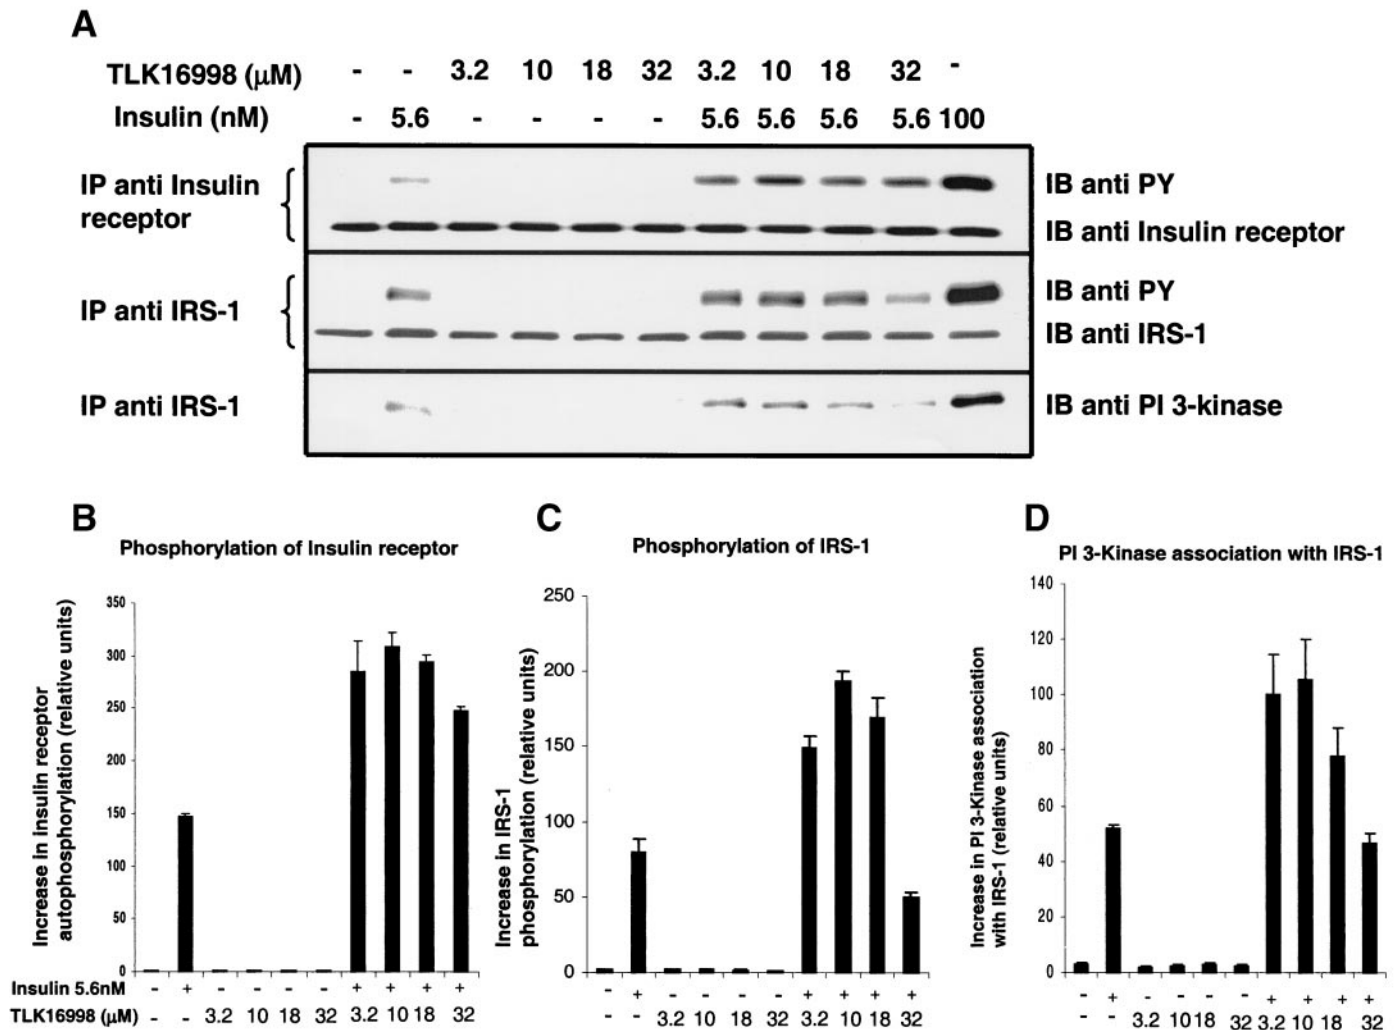 A
TLK16998 (μM) - - 3.2 10 18 32 3.2 10 18 32 -
Insulin (nM) - 5.6 - - - - 5.6 5.6 5.6 5.6 100
IP anti Insulin receptor
IB anti PY
IB anti Insulin receptor
IP anti IRS-1
IB anti PY
IB anti IRS-1
IP anti IRS-1
IB anti PI 3-kinase
B
Phosphorylation of Insulin receptor
Increase in insulin receptor
autophosphorylation (relative units)
350
300
250
200
150
100
50
0
Insulin 5.6nM - + - - - - + + + +
TLK16998 (μM) - - 3.2 10 18 32 3.2 10 18 32
C
Phosphorylation of IRS-1
Increase in IRS-1
phosphorylation (relative units)
250
200
150
100
50
0
- + - - - - + + + +
- - 3.2 10 18 32 3.2 10 18 32
D
PI 3-Kinase association with IRS-1
Increase in PI 3-Kinase association
with IRS-1 (relative units)
140
120
100
80
60
40
20
0
- + - - - - + + + +
- - 3.2 10 18 32 3.2 10 18 32